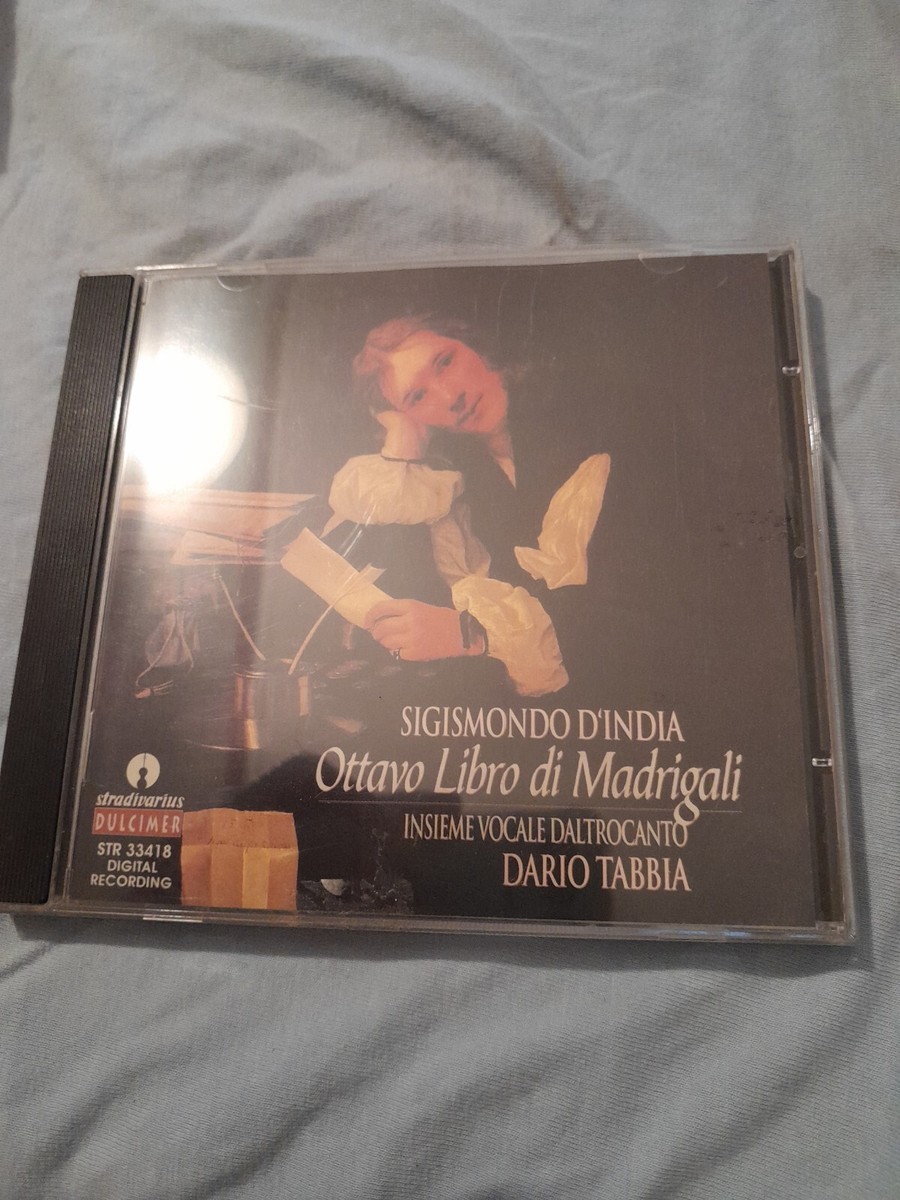 SIGISMONDO D'INDIA
Ottavo Libro di Madrigali
INSIEME VOCALE DALTROCANTO
DARIO TABBIA
stradivarius
DULCIMER
STR 33418
DIGITAL
RECORDING